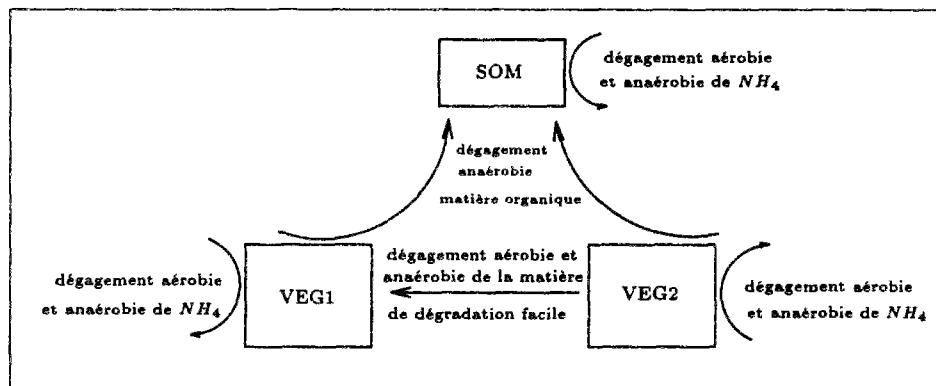 SOM
dégagement aérobie
et anaérobie de NH₄
dégagement
anaérobie
matière organique
dégagement aérobie
et anaérobie de NH₄
VEG1
dégagement aérobie et
anaérobie de la matière
de dégradation facile
VEG2
dégagement aérobie
et anaérobie de NH₄